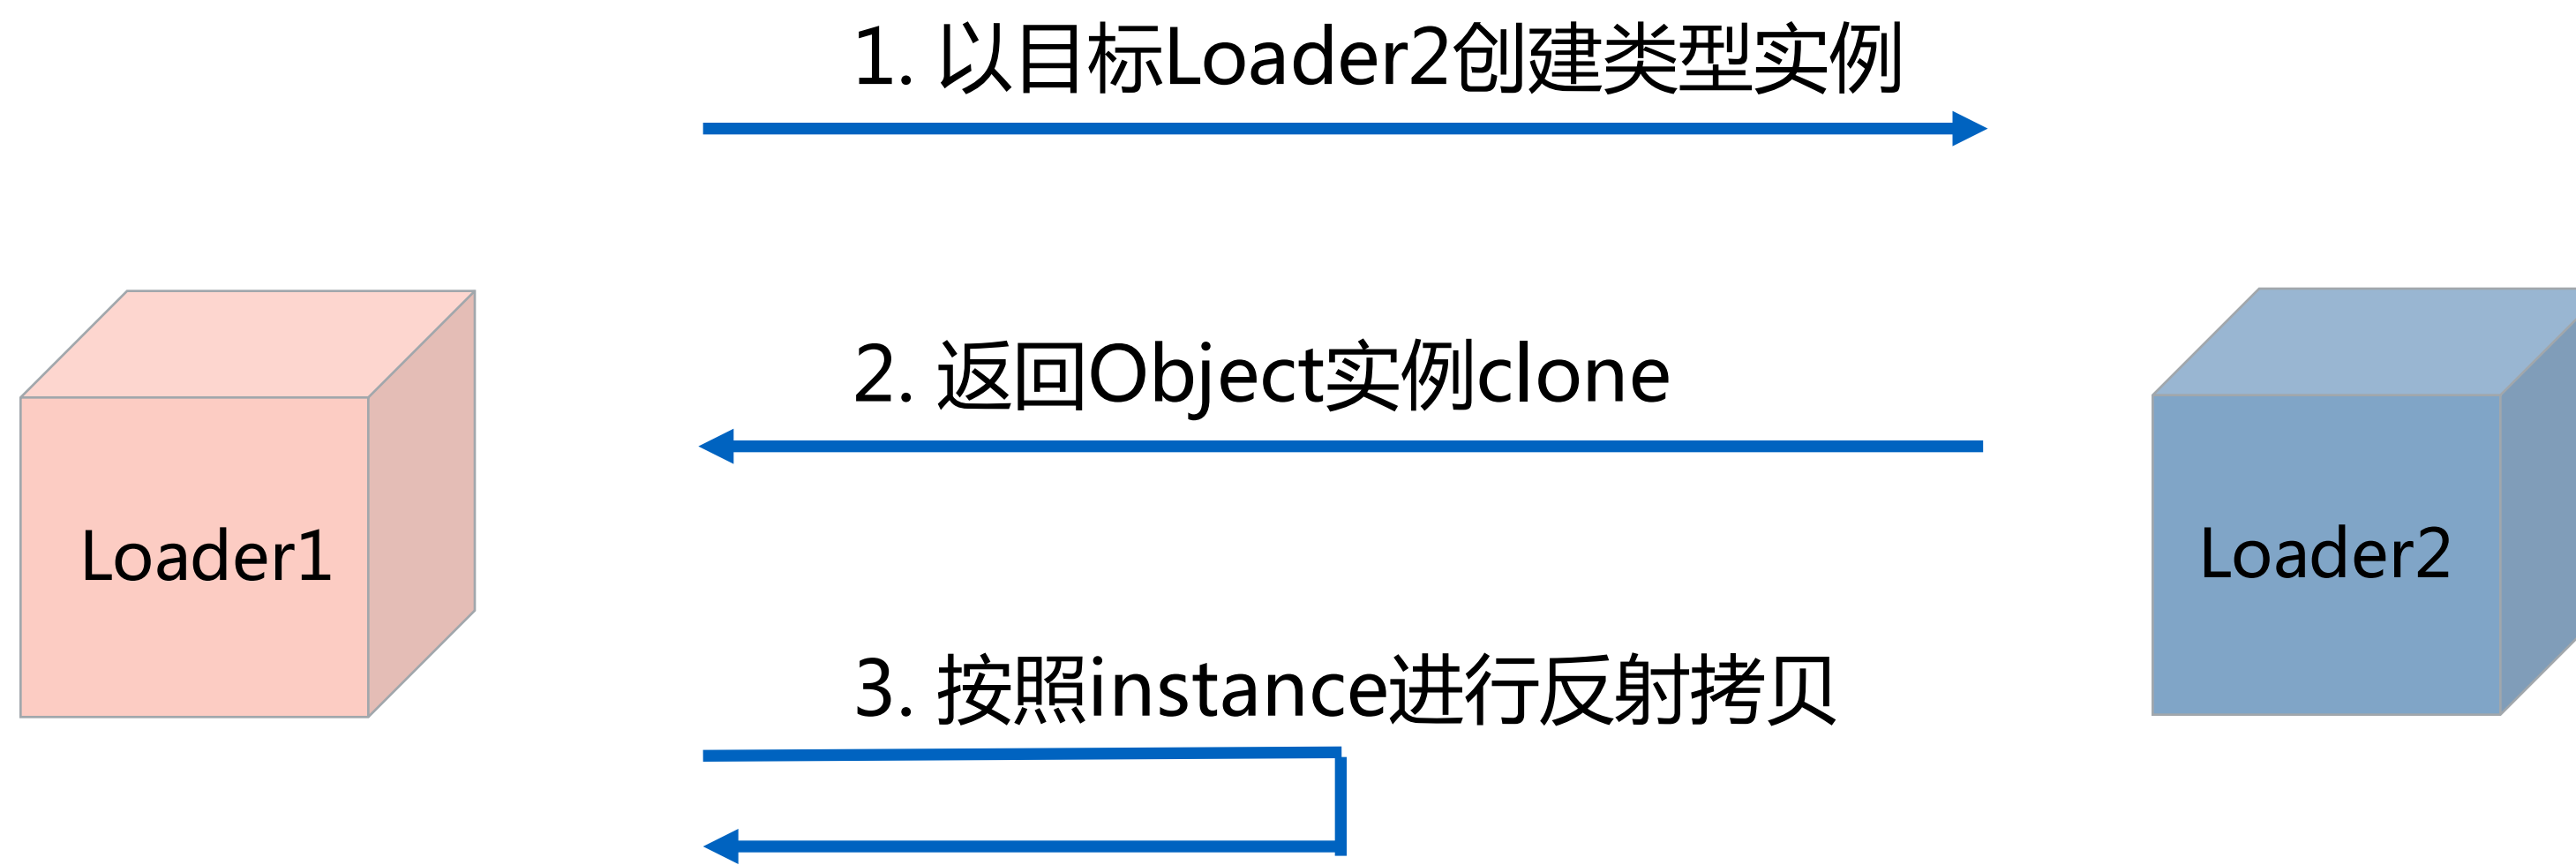 1. 以目标Loader2创建类型实例
2. 返回Object实例clone
Loader1
Loader2
3. 按照instance进行反射拷贝